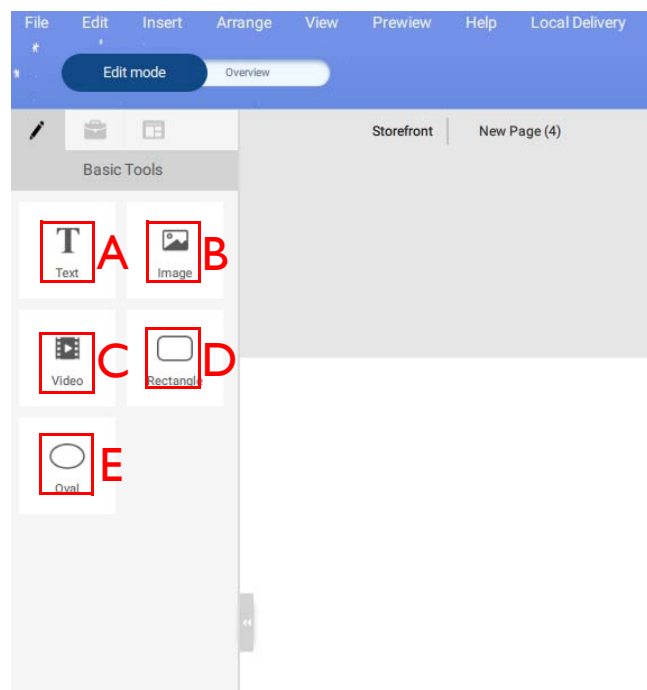 File Edit Insert Arrange View Prewiew Help Local Delivery
Edit mode Overview
Storefront New Page (4)
Basic Tools
A B
Text Image
C D
Video Rectangle
E
Oval